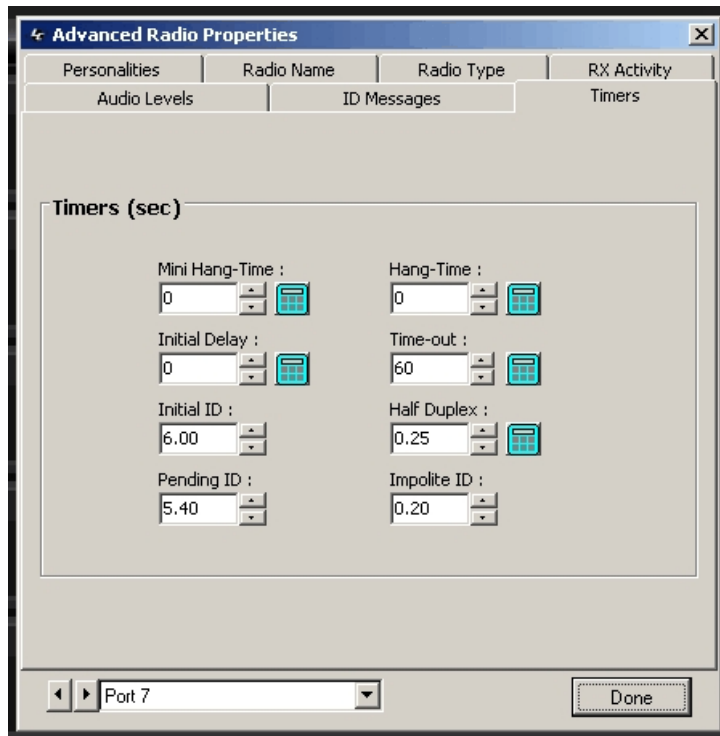 Advanced Radio Properties
Personalities Radio Name Radio Type RX Activity
Audio Levels ID Messages Timers
Timers (sec)
Mini Hang-Time : Hang-Time :
0 0
Initial Delay : Time-out :
0 60
Initial ID : Half Duplex :
6.00 0.25
Pending ID : Impolite ID :
5.40 0.20
Port 7 Done